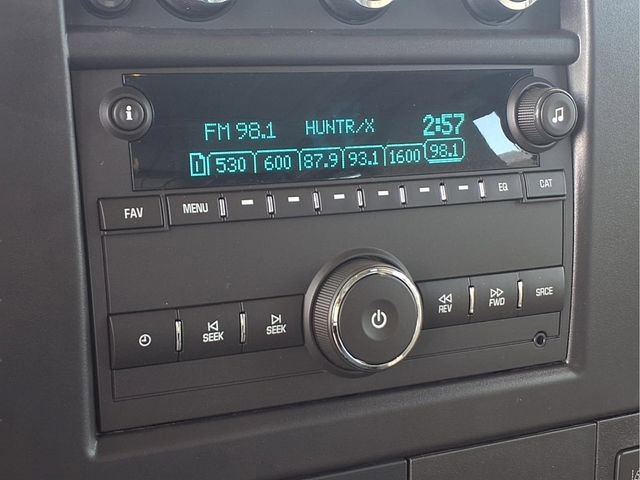 i
FM 98.1 HUNTR/X 2:57
1 530 600 87.9 93.1 1600 98.1
FAV MENU EQ CAT
SEEK SEEK REV FWD SRCE